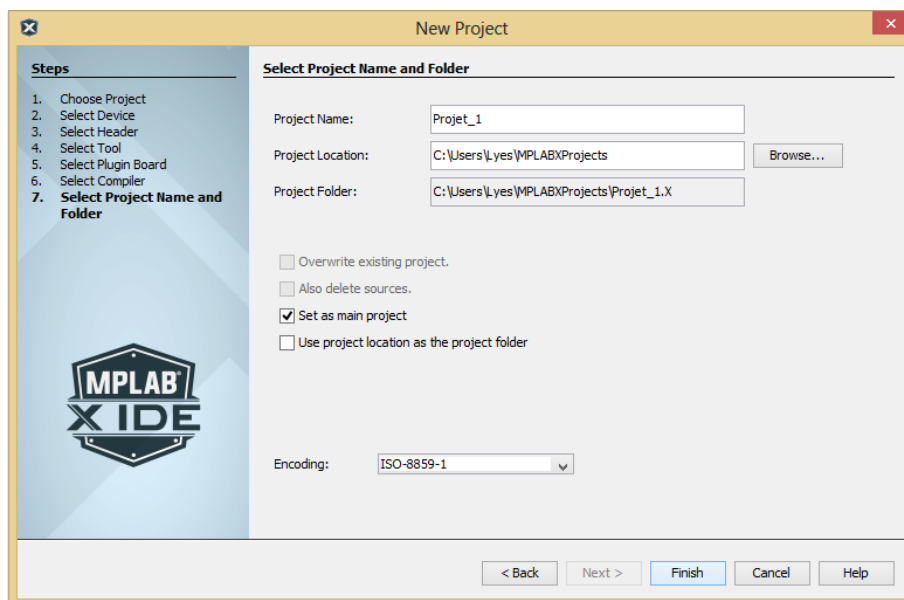 New Project
Steps
1. Choose Project
2. Select Device
3. Select Header
4. Select Tool
5. Select Plugin Board
6. Select Compiler
7. Select Project Name and
Folder
MPLAB®
X IDE
Select Project Name and Folder
Project Name: Projet_1
Project Location: C:\Users\Lyes\MPLABXProjects Browse...
Project Folder: C:\Users\Lyes\MPLABXProjects\Projet_1.X
Overwrite existing project.
Also delete sources.
Set as main project
Use project location as the project folder
Encoding: ISO-8859-1
< Back Next > Finish Cancel Help